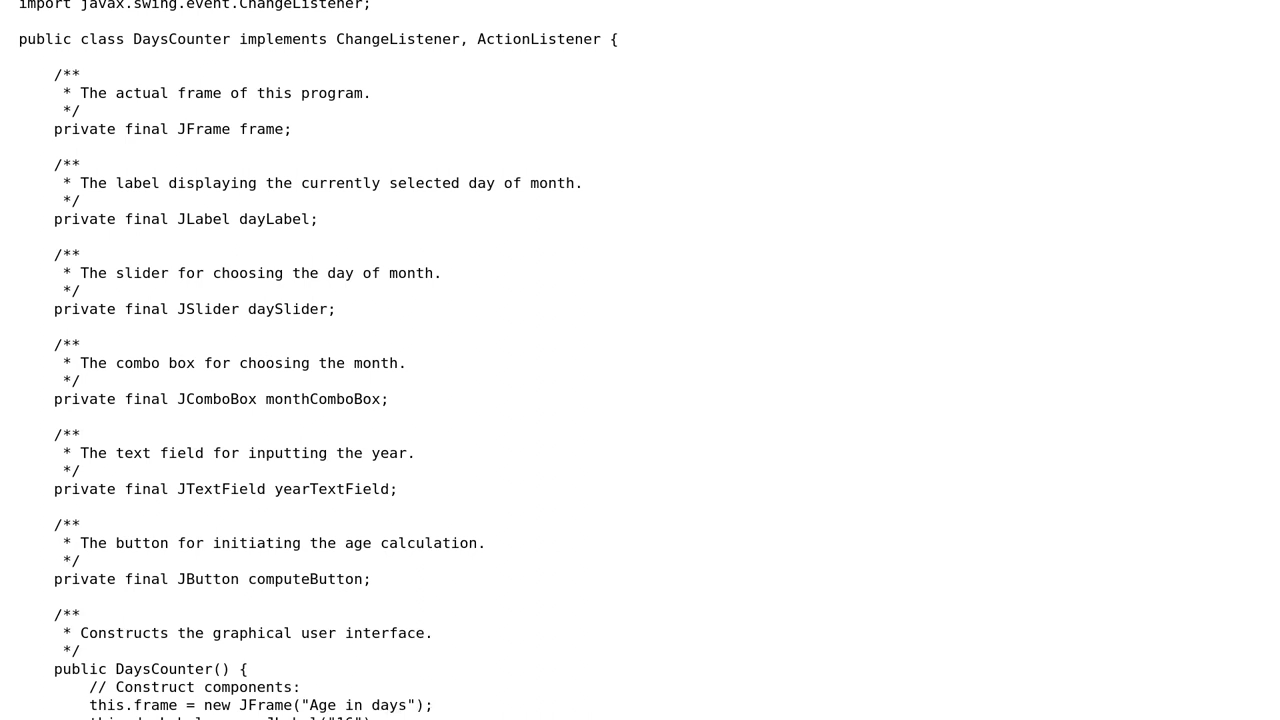 import javax.swing.event.ChangeListener;

public class DaysCounter implements ChangeListener, ActionListener {

    /**
     * The actual frame of this program.
     */
    private final JFrame frame;

    /**
     * The label displaying the currently selected day of month.
     */
    private final JLabel dayLabel;

    /**
     * The slider for choosing the day of month.
     */
    private final JSlider daySlider;

    /**
     * The combo box for choosing the month.
     */
    private final JComboBox monthComboBox;

    /**
     * The text field for inputting the year.
     */
    private final JTextField yearTextField;

    /**
     * The button for initiating the age calculation.
     */
    private final JButton computeButton;

    /**
     * Constructs the graphical user interface.
     */
    public DaysCounter() {
        // Construct components:
        this.frame = new JFrame("Age in days");